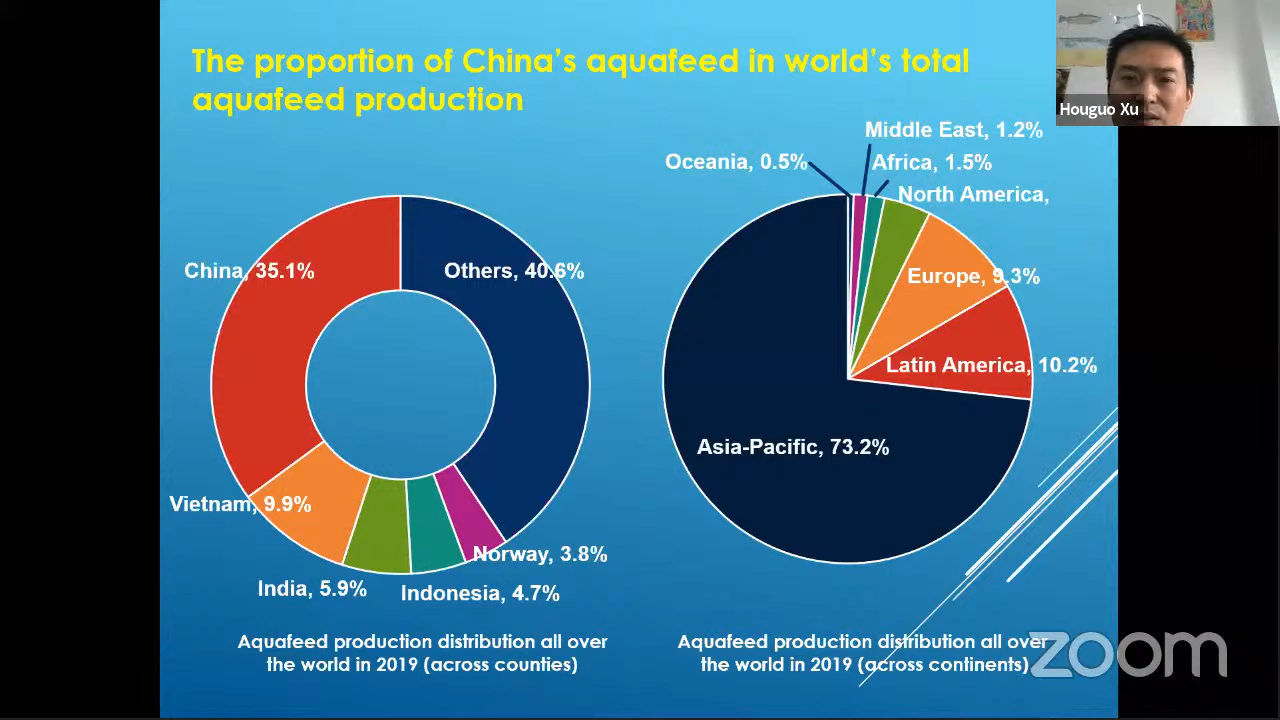 The proportion of China's aquafeed in world's total
aquafeed production
Houguo Xu
China, 35.1%
Others, 40.6%
Vietnam, 9.9%
India, 5.9%
Indonesia, 4.7%
Norway, 3.8%
Aquafeed production distribution all over
the world in 2019 (across counties)
Middle East, 1.2%
Oceania, 0.5%
Africa, 1.5%
North America,
Europe, 9.3%
Latin America, 10.2%
Asia-Pacific, 73.2%
Aquafeed production distribution all over
the world in 2019 (across continents)
zoom